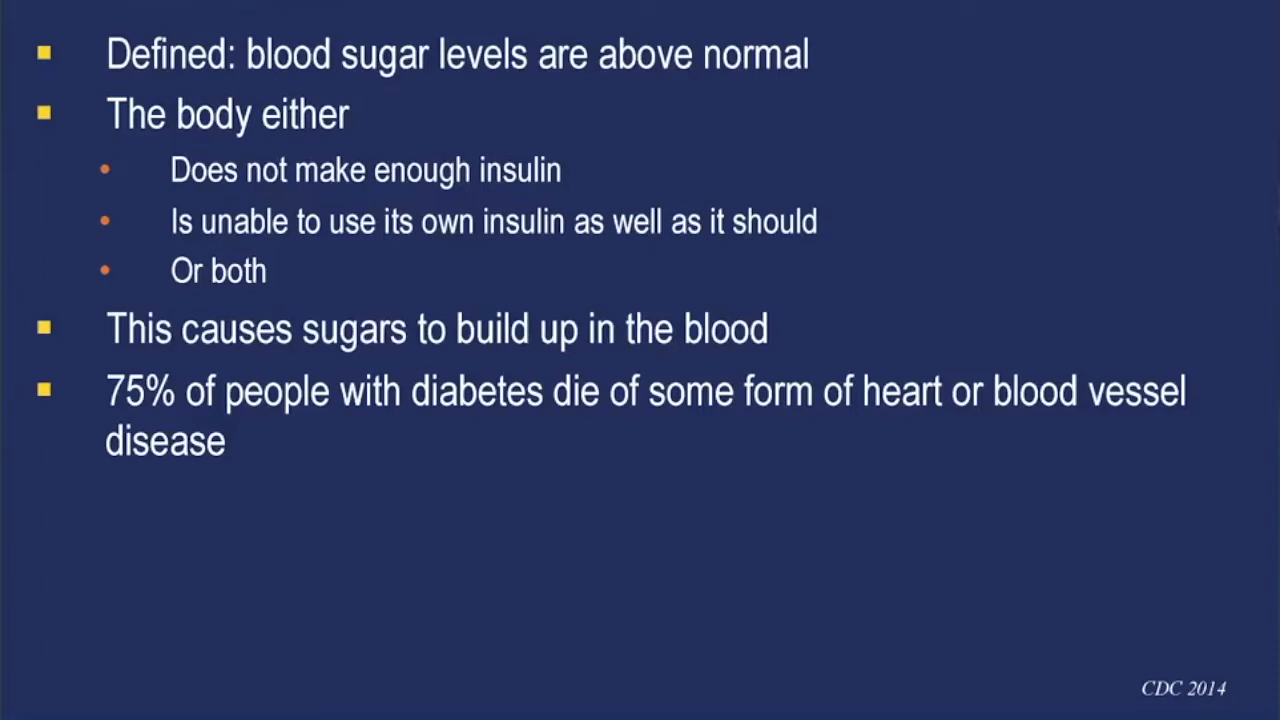 Defined: blood sugar levels are above normal
The body either
Does not make enough insulin
Is unable to use its own insulin as well as it should
Or both
This causes sugars to build up in the blood
75% of people with diabetes die of some form of heart or blood vessel
disease
CDC 2014